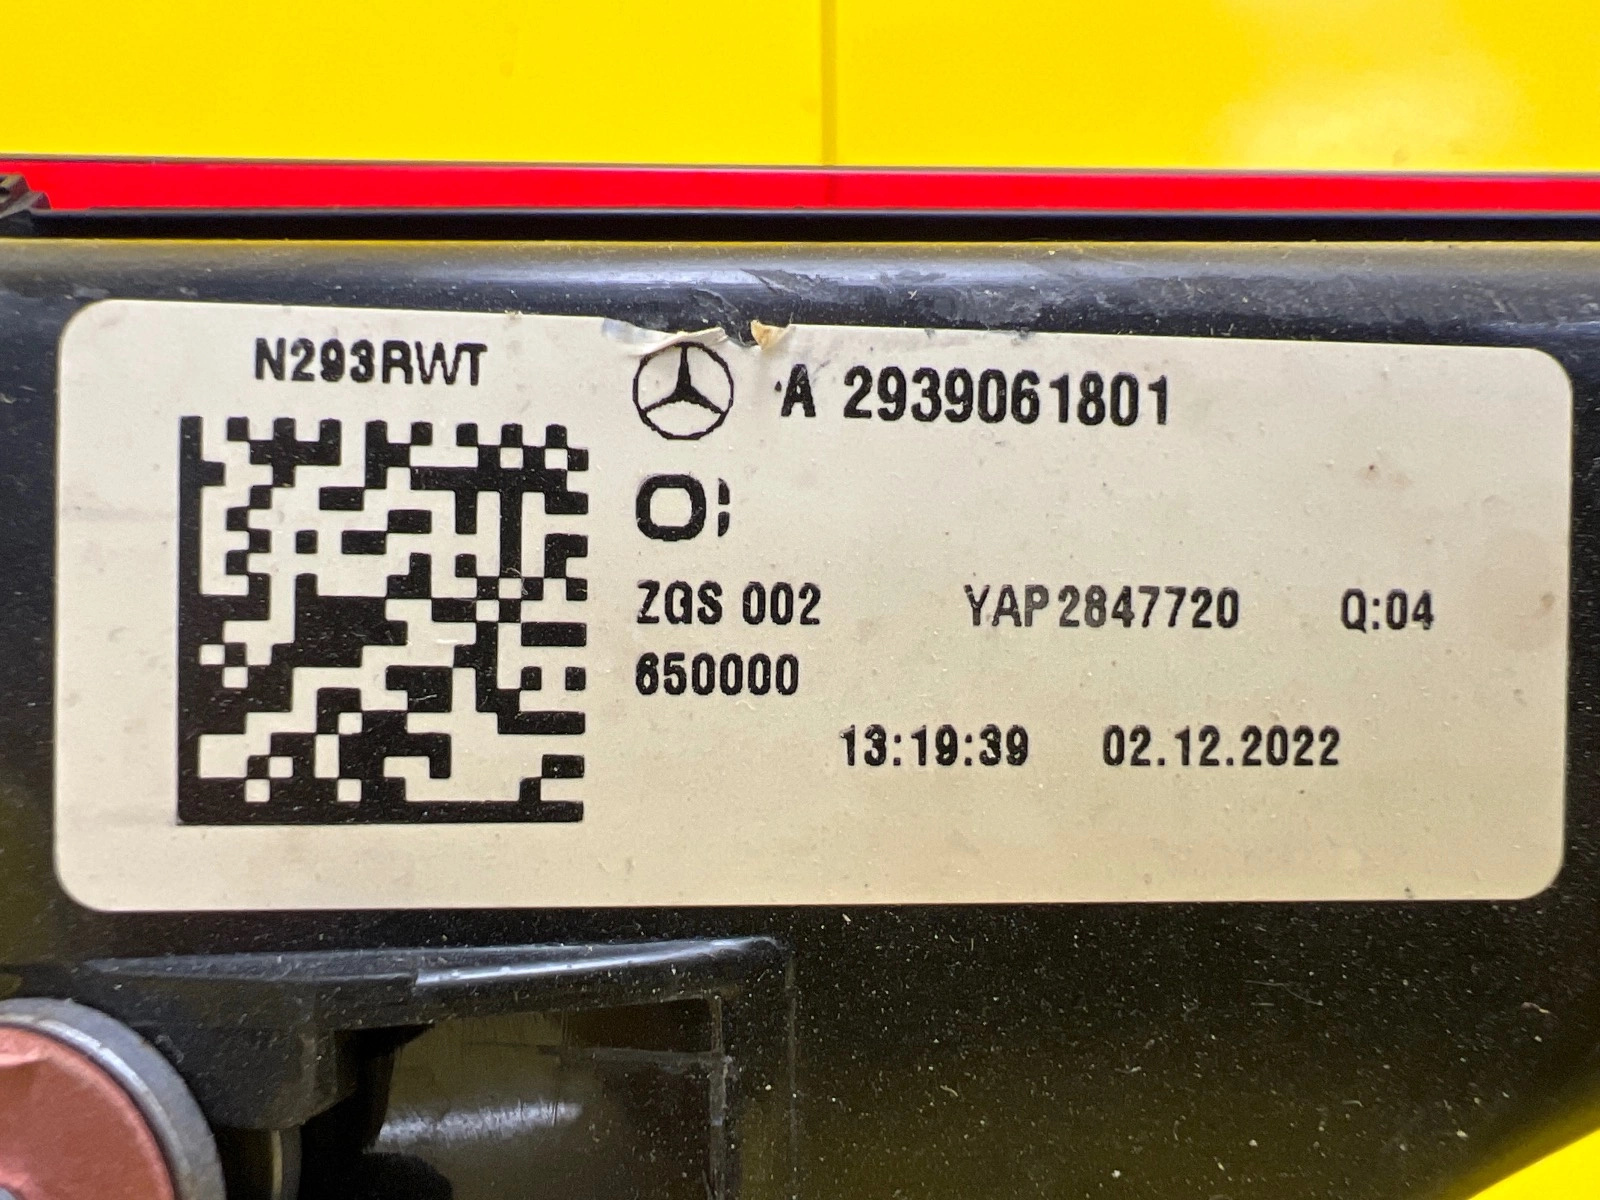 N293RWT
A 2939061801
ZGS 002 YAP2847720 Q:04
650000
13:19:39 02.12.2022